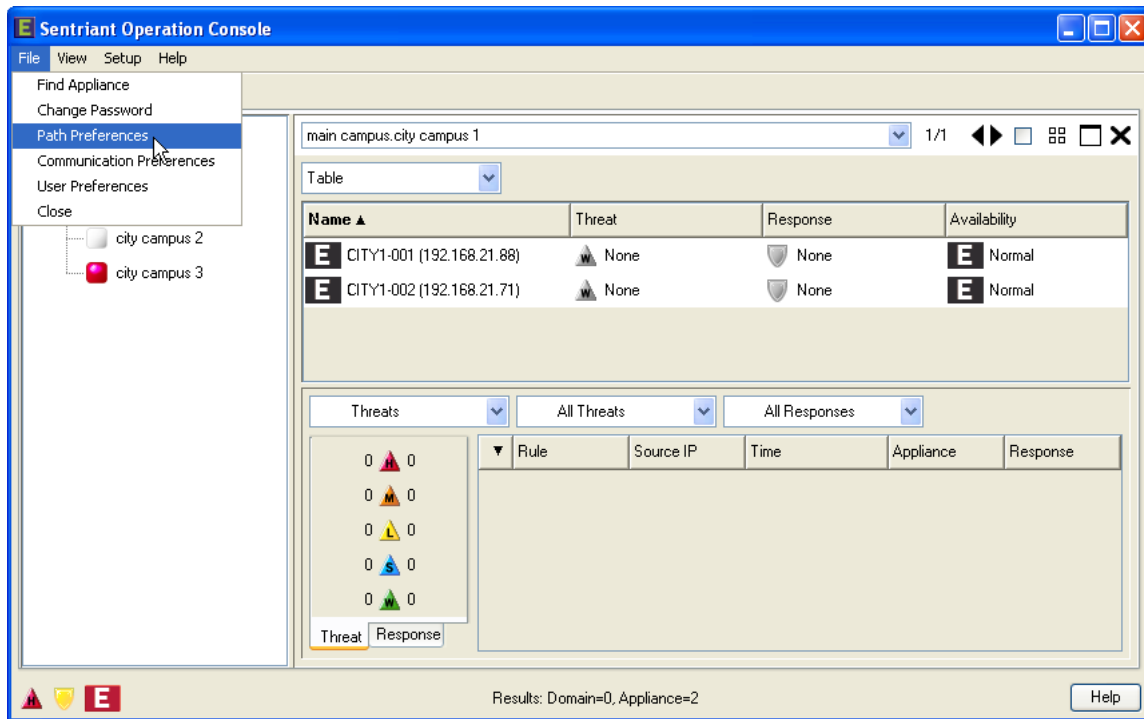 E Sentriant Operation Console
File View Setup Help
Find Appliance
Change Password
Path Preferences
Communication Preferences
User Preferences
Close
city campus 2
city campus 3
main campus.city campus 1 1/1
Table
Name ▲ Threat Response Availability
E CITY1-001 (192.168.21.88) W None None E Normal
E CITY1-002 (192.168.21.71) W None None E Normal
Threats All Threats All Responses
▼ Rule Source IP Time Appliance Response
0 H 0
0 M 0
0 L 0
0 S 0
0 W 0
Threat Response
H E Results: Domain=0, Appliance=2 Help